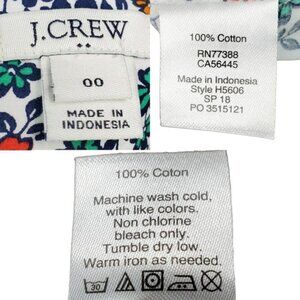 J.CREW
00
MADE IN
INDONESIA
100% Cotton
RN77388
CA56445
Made in Indonesia
Style H5606
SP 18
PO 3515121
100% Coton
Machine wash cold,
with like colors.
Non chlorine
bleach only.
Tumble dry low.
Warm iron as needed.
30